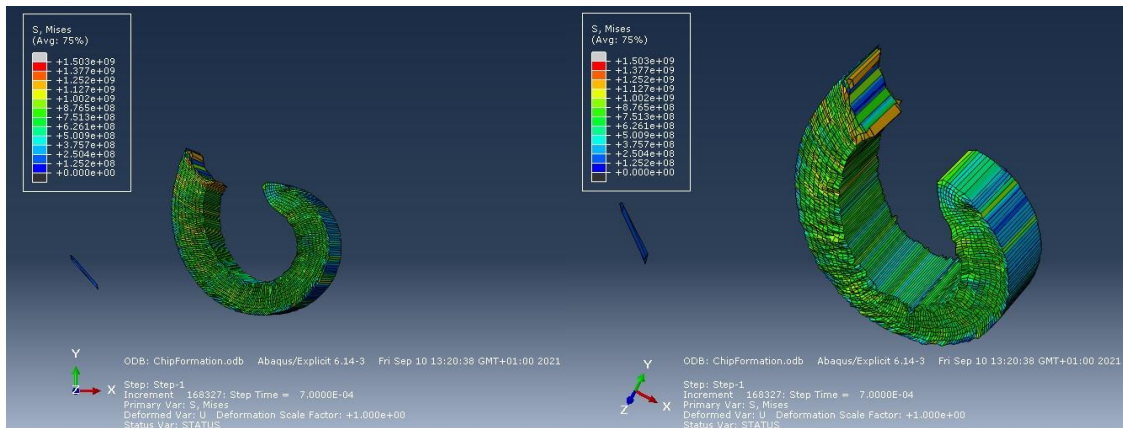 S, Mises
(Avg: 75%)
+1.503e+09
+1.377e+09
+1.252e+09
+1.127e+09
+1.002e+09
+8.765e+08
+7.513e+08
+6.261e+08
+5.009e+08
+3.757e+08
+2.504e+08
+1.252e+08
+0.000e+00
Y
Z X
ODB: ChipFormation.odb Abaqus/Explicit 6.14-3 Fri Sep 10 13:20:38 GMT+01:00 2021
Step: Step-1
Increment 168327: Step Time = 7.0000E-04
Primary Var: S, Mises
Deformed Var: U Deformation Scale Factor: +1.000e+00
Status Var: STATUS
S, Mises
(Avg: 75%)
+1.503e+09
+1.377e+09
+1.252e+09
+1.127e+09
+1.002e+09
+8.765e+08
+7.513e+08
+6.261e+08
+5.009e+08
+3.757e+08
+2.504e+08
+1.252e+08
+0.000e+00
Y
Z X
ODB: ChipFormation.odb Abaqus/Explicit 6.14-3 Fri Sep 10 13:20:38 GMT+01:00 2021
Step: Step-1
Increment 168327: Step Time = 7.0000E-04
Primary Var: S, Mises
Deformed Var: U Deformation Scale Factor: +1.000e+00
Status Var: STATUS